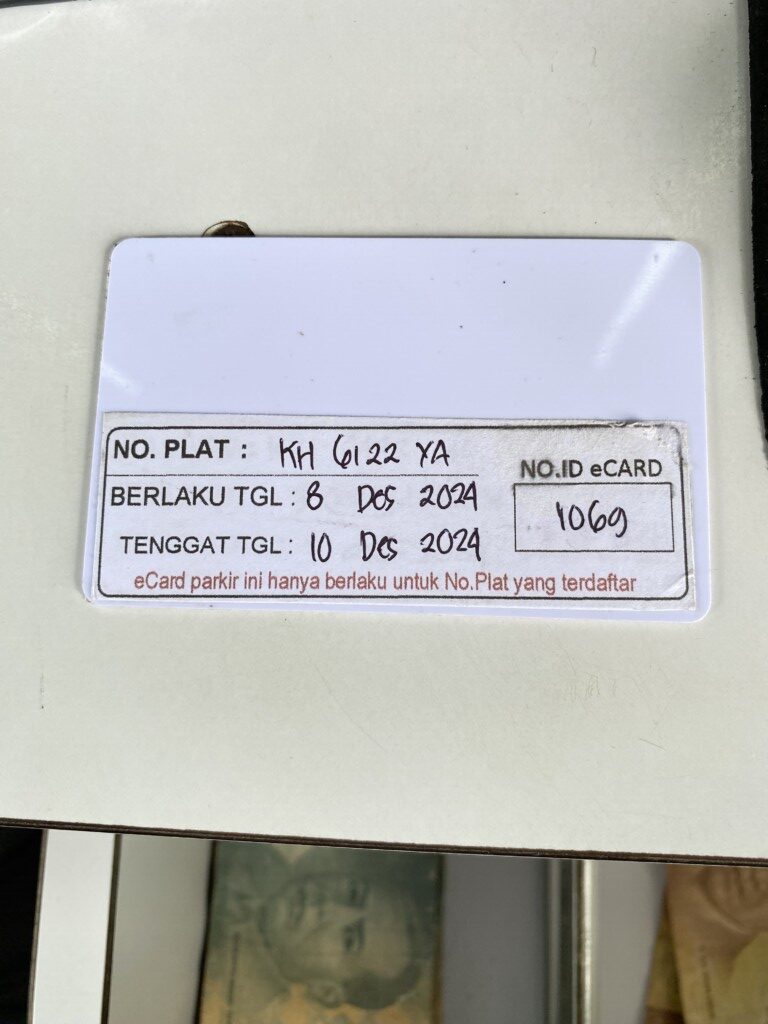 NO. PLAT : KH 6122 YA
BERLAKU TGL : 8 Des 2024
TENGGAT TGL : 10 Des 2024
NO.ID eCARD
1069
eCard parkir ini hanya berlaku untuk No.Plat yang terdaftar